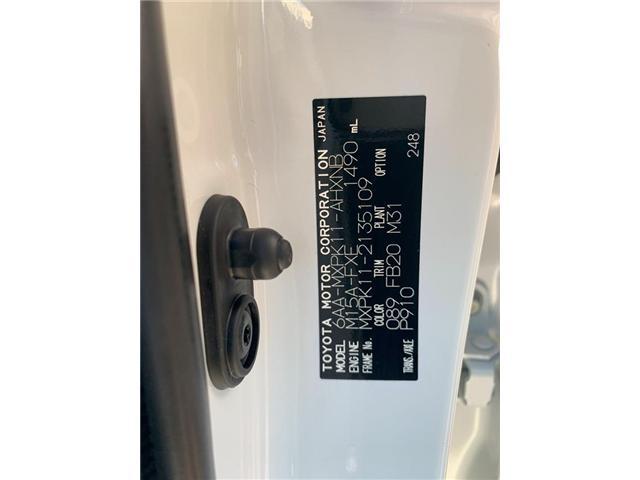 TOYOTA MOTOR CORPORATION JAPAN
MODEL 6AA-MXPK11-AHXNB
ENGINE M15A-FXE 1490 mL
FRAME No. MXPK11-2135109
COLOR TRIM PLANT OPTION
089 FB20 M31 248
TRANS./AXLE P910